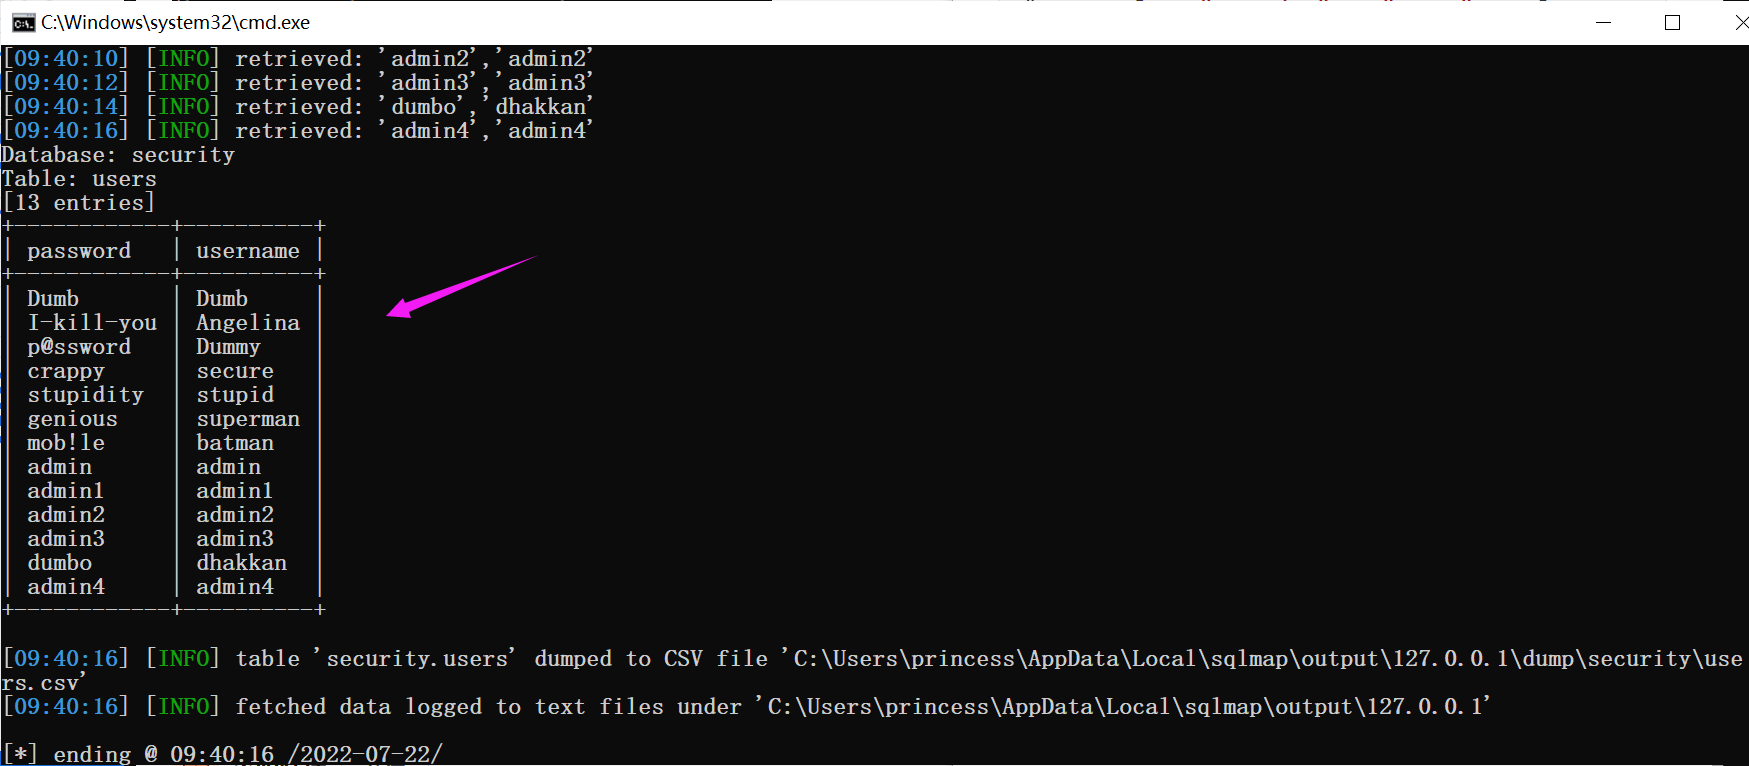 C:\Windows\system32\cmd.exe
[09:40:10] [INFO] retrieved: 'admin2','admin2'
[09:40:12] [INFO] retrieved: 'admin3','admin3'
[09:40:14] [INFO] retrieved: 'dumbo','dhakkan'
[09:40:16] [INFO] retrieved: 'admin4','admin4'
Database: security
Table: users
[13 entries]
+------------+----------+
| password   | username |
+------------+----------+
| Dumb       | Dumb     |
| I-kill-you | Angelina |
| p@ssword   | Dummy    |
| crappy     | secure   |
| stupidity  | stupid   |
| genious    | superman |
| mob!le     | batman   |
| admin      | admin    |
| admin1     | admin1   |
| admin2     | admin2   |
| admin3     | admin3   |
| dumbo      | dhakkan  |
| admin4     | admin4   |
+------------+----------+
[09:40:16] [INFO] table 'security.users' dumped to CSV file 'C:\Users\princess\AppData\Local\sqlmap\output\127.0.0.1\dump\security\use
rs.csv'
[09:40:16] [INFO] fetched data logged to text files under 'C:\Users\princess\AppData\Local\sqlmap\output\127.0.0.1'
[*] ending @ 09:40:16 /2022-07-22/